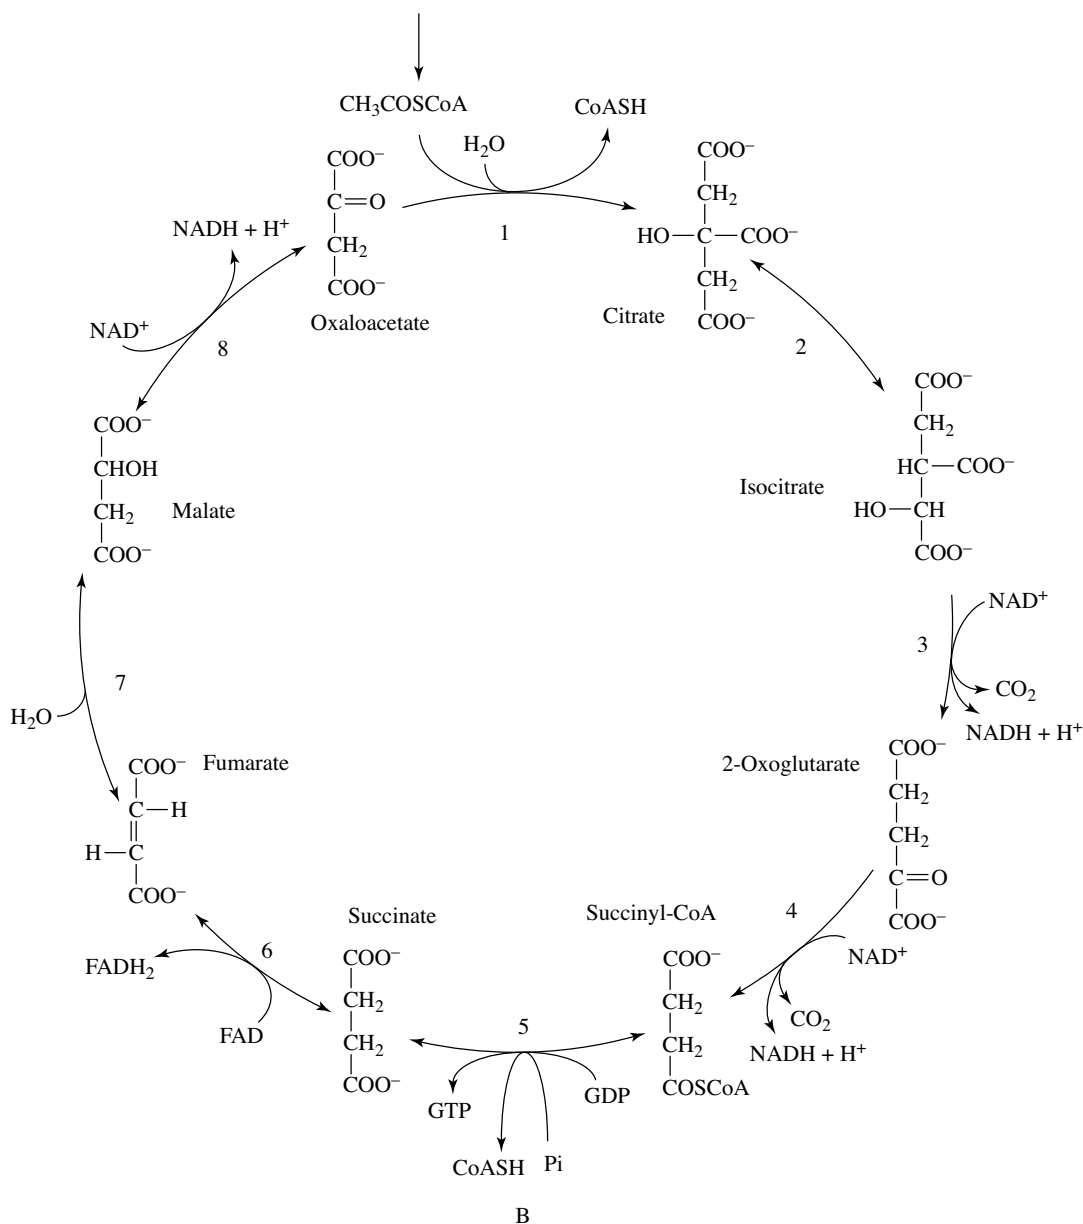 CH₃COSCoA
CoASH
H₂O
COO⁻
C=O
CH₂
COO⁻
Oxaloacetate
1
COO⁻
CH₂
HO—C—COO⁻
CH₂
COO⁻
Citrate
2
COO⁻
CH₂
HC—COO⁻
HO—CH
COO⁻
Isocitrate
NAD⁺
3
CO₂
NADH + H⁺
2-Oxoglutarate
COO⁻
CH₂
CH₂
C=O
COO⁻
4
NAD⁺
CO₂
NADH + H⁺
Succinyl-CoA
COO⁻
CH₂
CH₂
COSCoA
5
GDP
GTP
CoASH
Pi
Succinate
COO⁻
CH₂
CH₂
COO⁻
6
FADH₂
FAD
Fumarate
COO⁻
C—H
H—C
COO⁻
7
H₂O
COO⁻
CHOH
CH₂
COO⁻
Malate
8
NAD⁺
NADH + H⁺
B